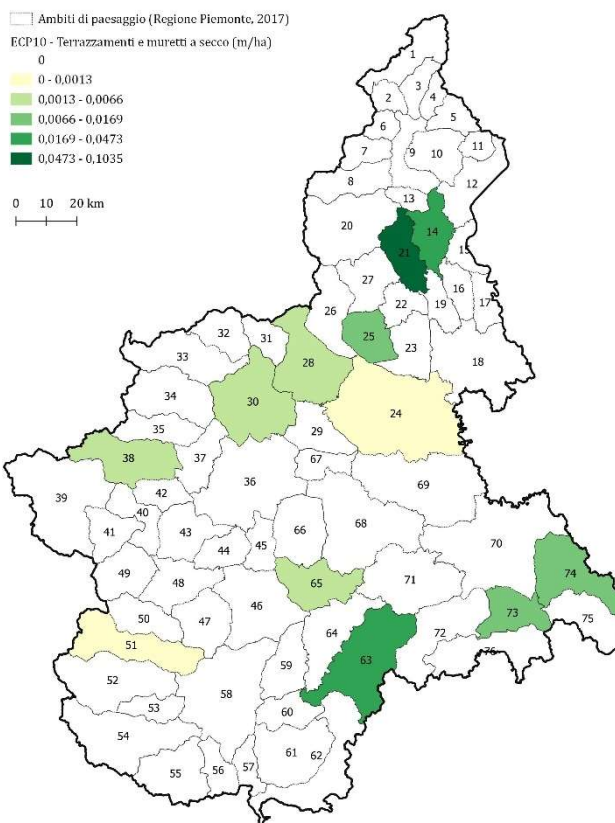 Ambiti di paesaggio (Regione Piemonte, 2017)
ECP10 - Terrazzamenti e muretti a secco (m/ha)
0
0 - 0,0013
0,0013 - 0,0066
0,0066 - 0,0169
0,0169 - 0,0473
0,0473 - 0,1035
0 10 20 km
1
2 3 4
5
6
7 9 10 11
8 12
13
20 14
21 15
27 16
26 22 19 17
25 23 18
32 31
33 28
34 30 24
35 29
38 37 67
39 42 36 69
40
41 43 66 68
44 45 70
49 48 65 71 74
50 47 46 73 75
51 64 72 76
52 59 63
58
53 60
54 61 62
55 56 57